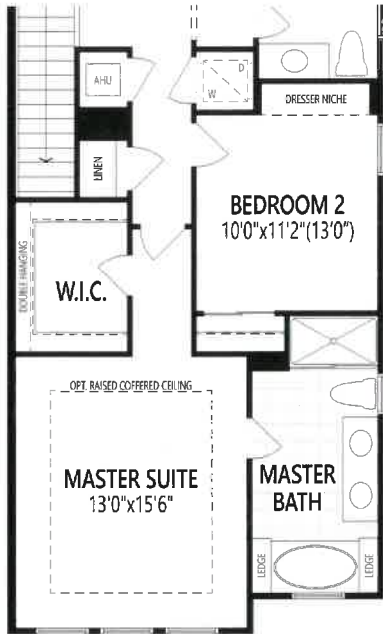 AHU
D
W
DRESSER NICHE
LINEN
BEDROOM 2
10'0"x11'2"(13'0")
DOUBLE HANGING
W.I.C.
OPT. RAISED COFFERED CEILING
MASTER SUITE
13'0"x15'6"
MASTER
BATH
LEDGE
LEDGE